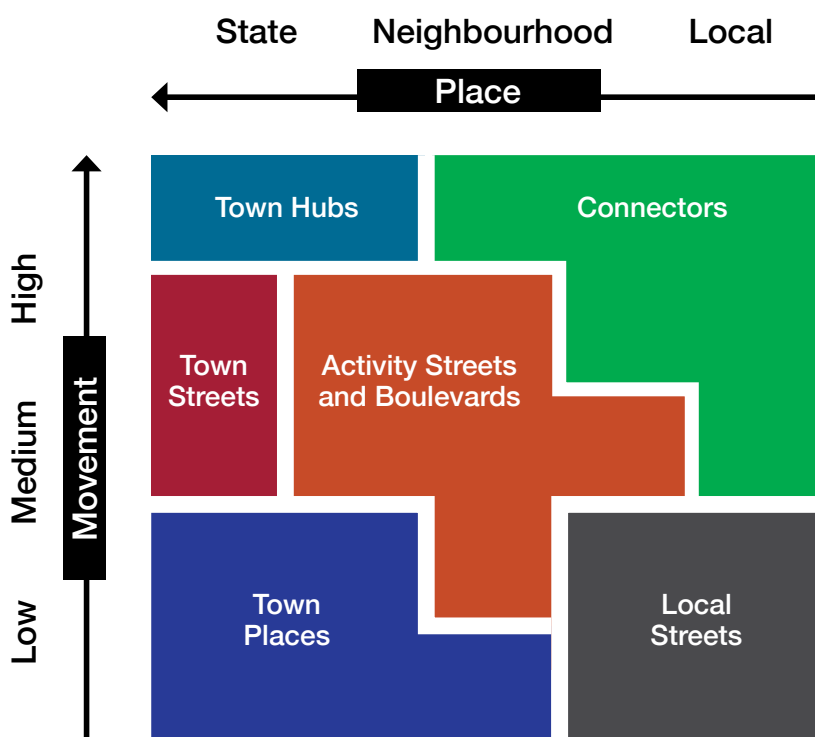 State Neighbourhood Local
Place
Town Hubs
Connectors
High
Town
Streets
Activity Streets
and Boulevards
Movement
Medium
Low
Town
Places
Local
Streets